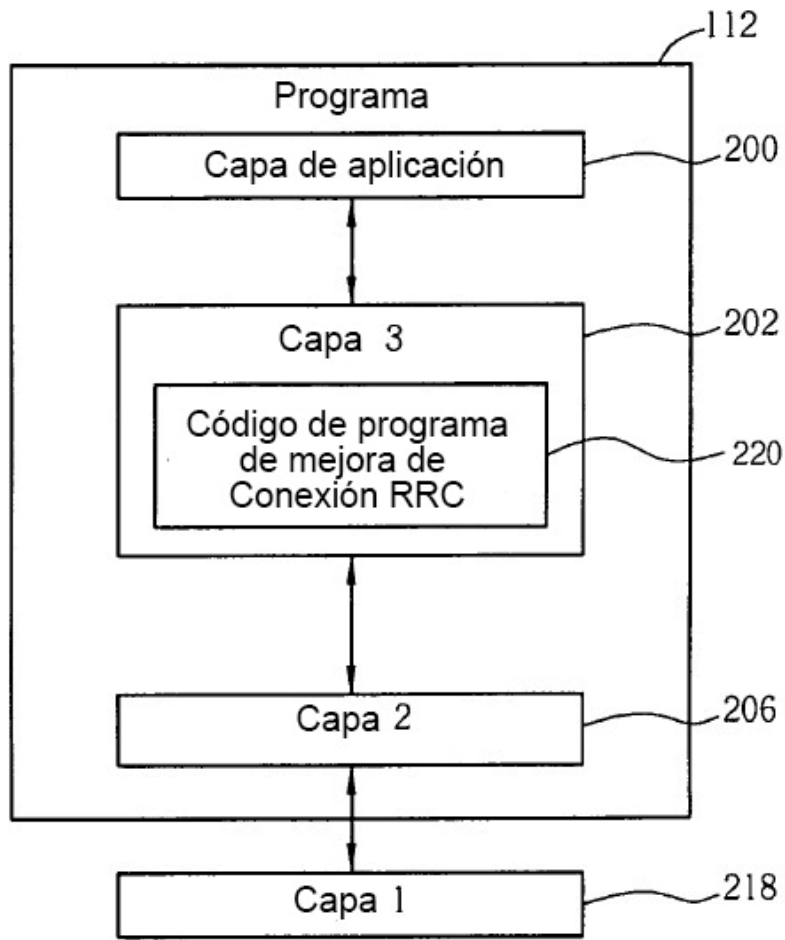 112
Programa
Capa de aplicación
200
Capa 3
202
Código de programa
de mejora de
Conexión RRC
220
Capa 2
206
Capa 1
218